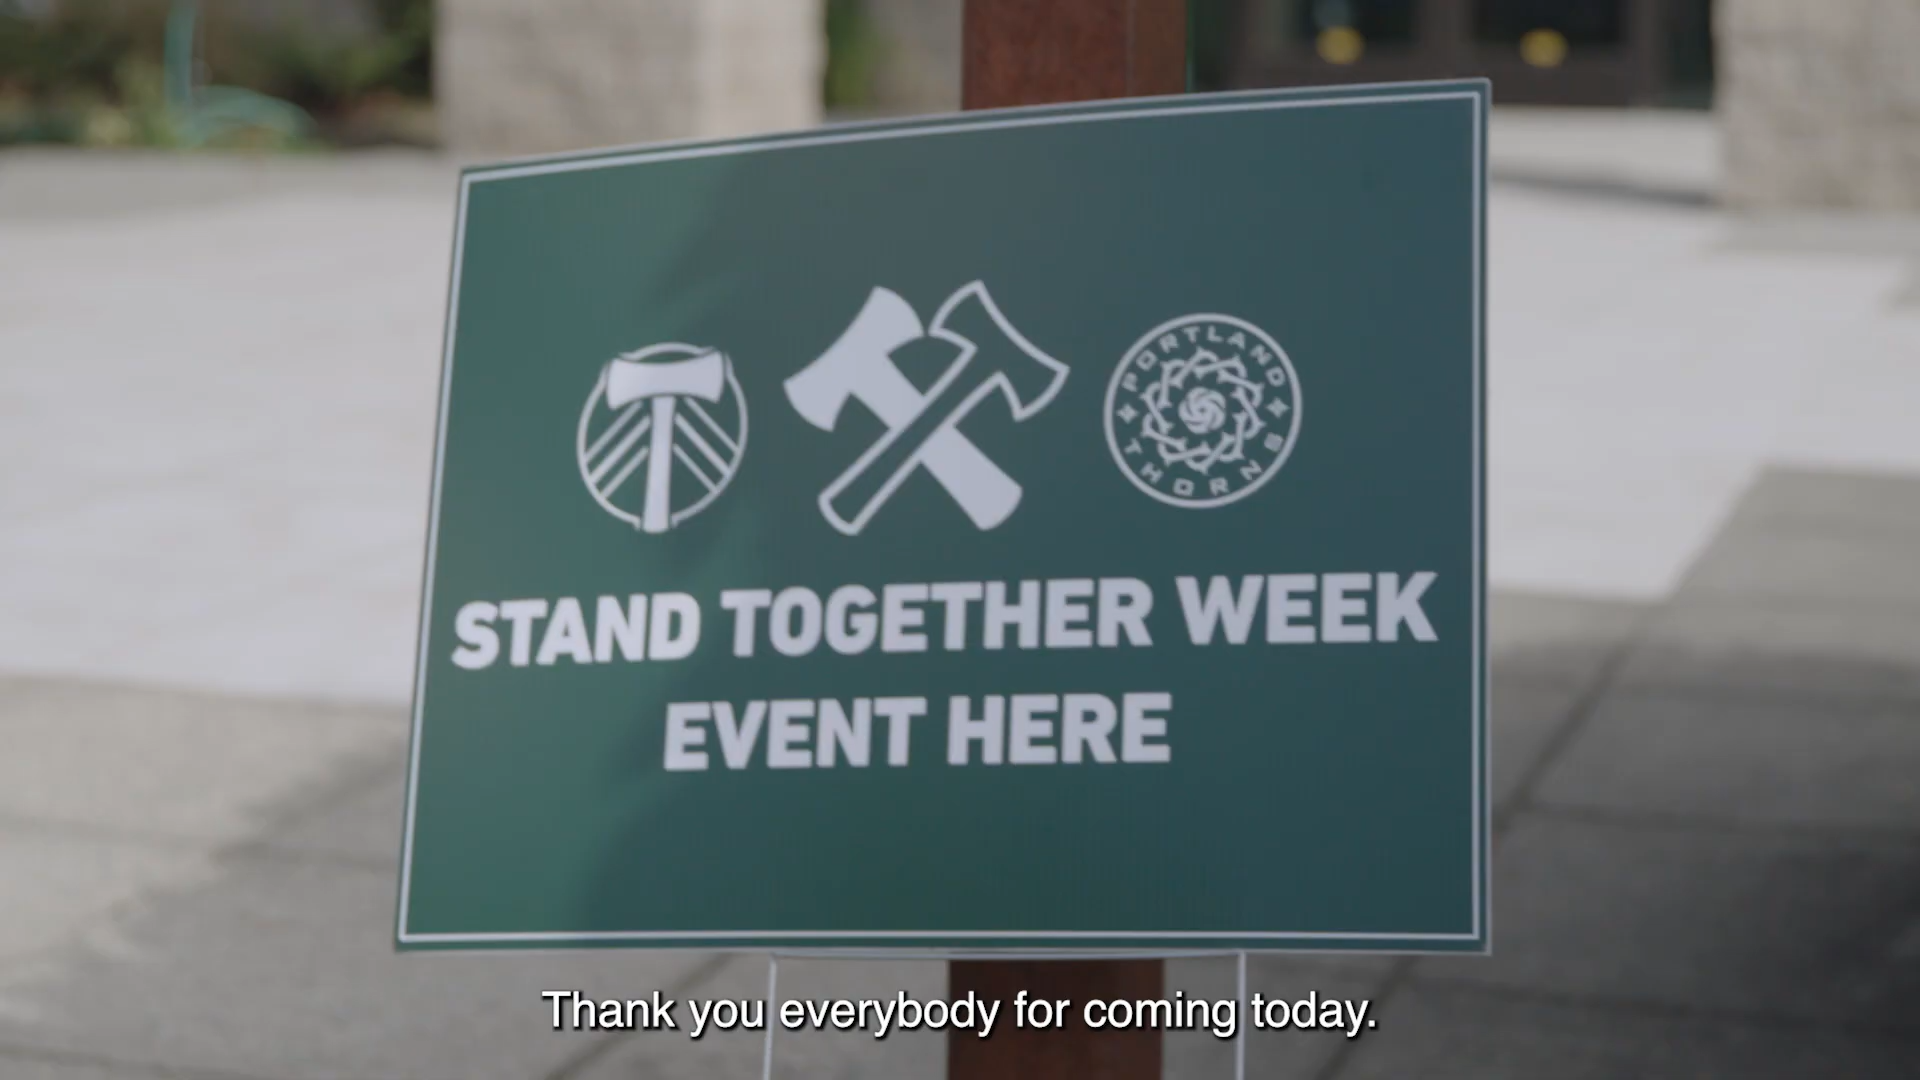 PORTLAND
THORNS
STAND TOGETHER WEEK
EVENT HERE
Thank you everybody for coming today.